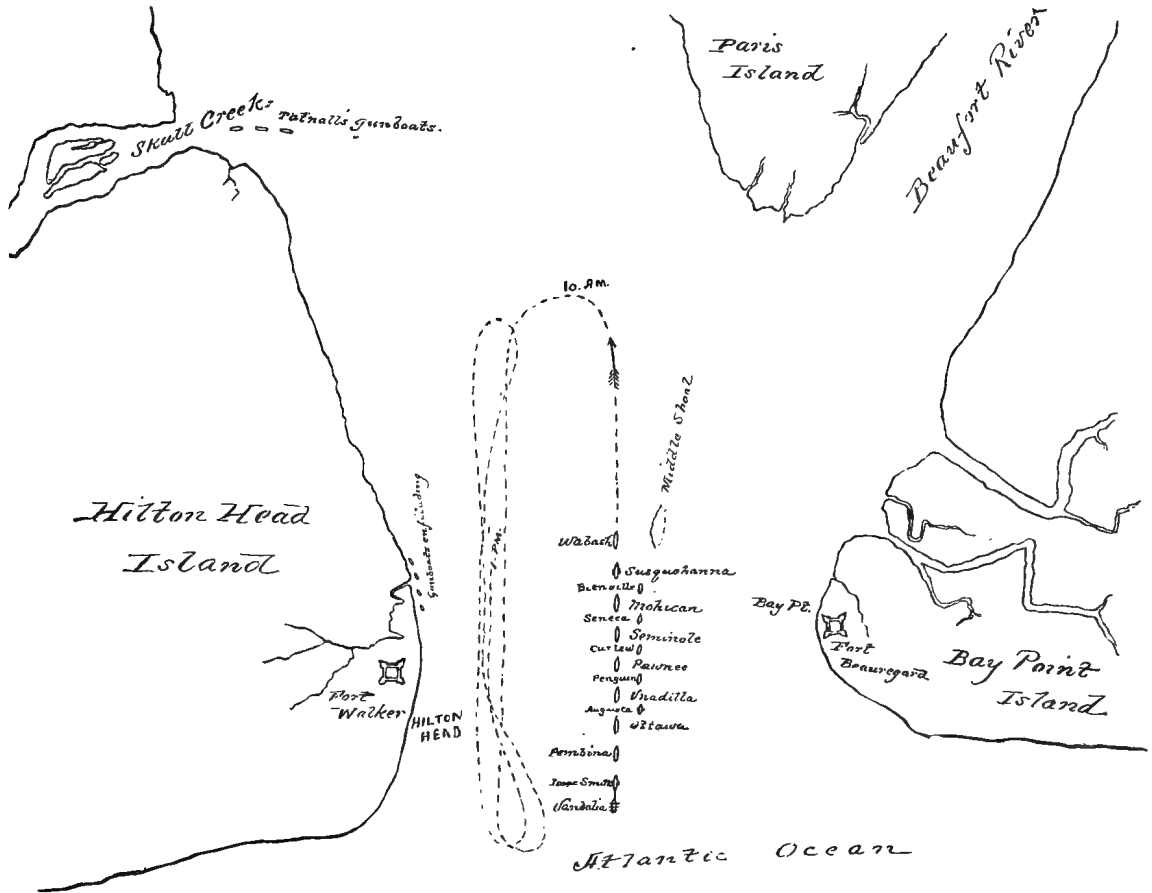 Paris
Island
Beaufort River
Skull Creek
Tatnall's Gunboats.
10. AM.
Middle Shoal
Hilton Head
Island
Gunboats enfilading
1. P.M.
Wabash
Susquehanna
Bienville
Mohican
Seneca
Seminole
Curlew
Pawnee
Penguin
Unadilla
Augusta
Ottawa
Pembina
Isaac Smith
Vandalia
Bay Pt.
Fort
Beauregard
Bay Point
Island
Fort
Walker
HILTON
HEAD
Atlantic Ocean